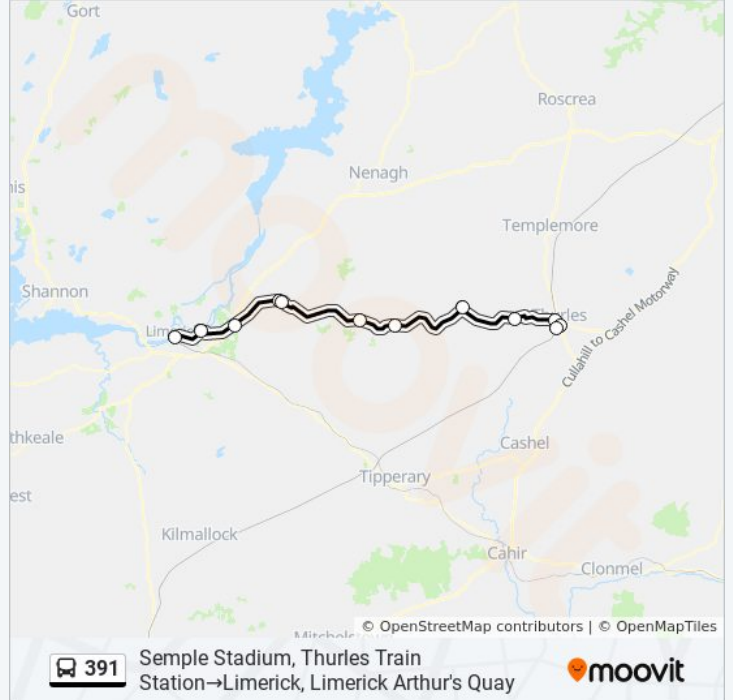 Gort
Roscrea
Nenagh
Templemore
Shannon
Cullahill to Cashel Motorway
Cashel
Tipperary
Kilmallock
Cahir
Clonmel
© OpenStreetMap contributors | © OpenMapTiles
391
Semple Stadium, Thurles Train
Station→Limerick, Limerick Arthur's Quay
moovit